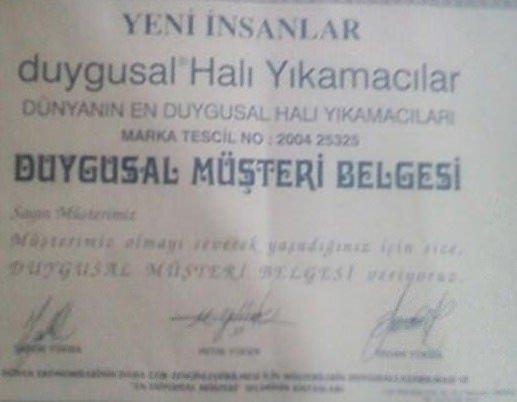 YENİ İNSANLAR
duygusal® Halı Yıkamacılar
DÜNYANIN EN DUYGUSAL HALI YIKAMACILARI
MARKA TESCİL NO : 2004 25325
DUYGUSAL MÜŞTERİ BELGESİ
Sayın Müşterimiz
Müşterimiz olmayı severek yaşadığınız için size,
DUYGUSAL MÜŞTERİ BELGESİ veriyoruz.